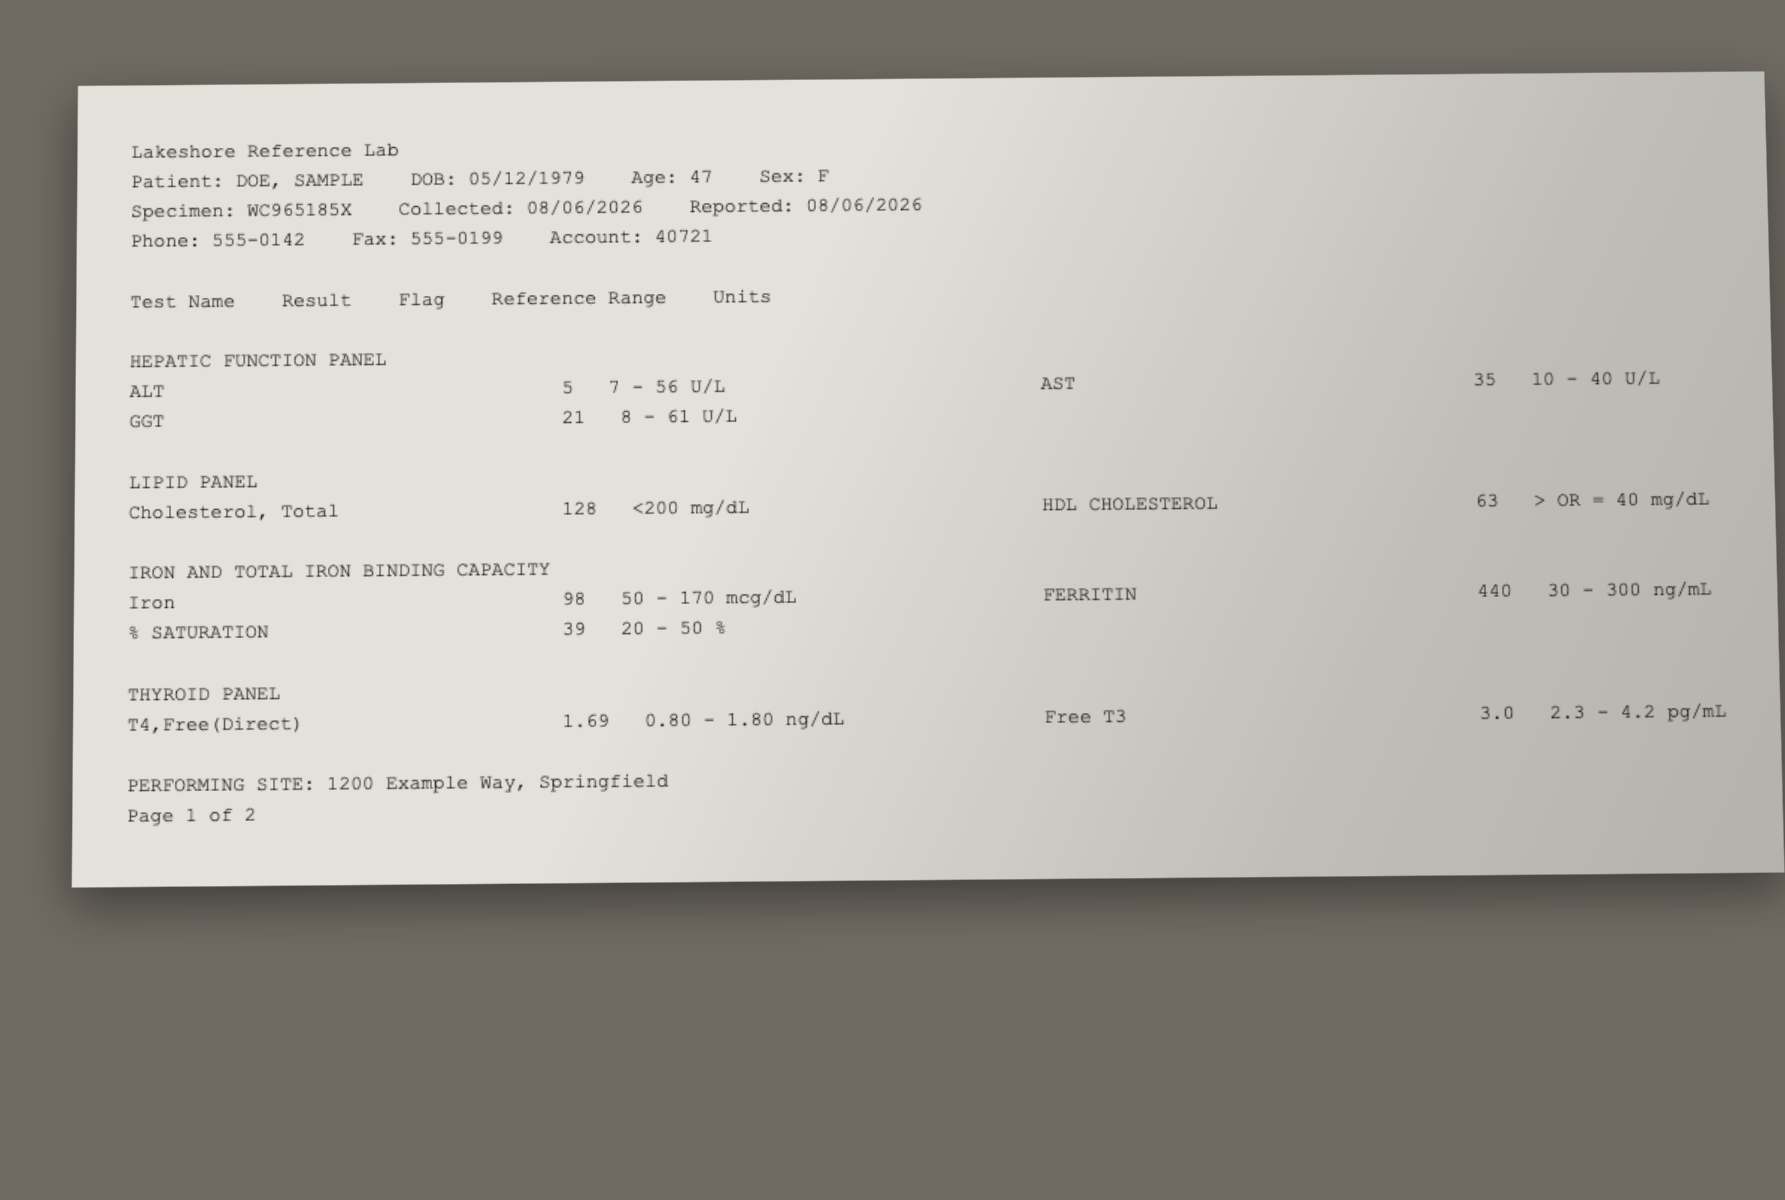 Lakeshore Reference Lab
Patient: DOE, SAMPLE    DOB: 05/12/1979    Age: 47    Sex: F
Specimen: WC965185X    Collected: 08/06/2026    Reported: 08/06/2026
Phone: 555-0142    Fax: 555-0199    Account: 40721
Test Name    Result    Flag    Reference Range    Units
HEPATIC FUNCTION PANEL
ALT    5    7 - 56 U/L    AST    35    10 - 40 U/L
GGT    21    8 - 61 U/L
LIPID PANEL
Cholesterol, Total    128    <200 mg/dL    HDL CHOLESTEROL    63    > OR = 40 mg/dL
IRON AND TOTAL IRON BINDING CAPACITY
Iron    98    50 - 170 mcg/dL    FERRITIN    440    30 - 300 ng/mL
% SATURATION    39    20 - 50 %
THYROID PANEL
T4,Free(Direct)    1.69    0.80 - 1.80 ng/dL    Free T3    3.0    2.3 - 4.2 pg/mL
PERFORMING SITE: 1200 Example Way, Springfield
Page 1 of 2